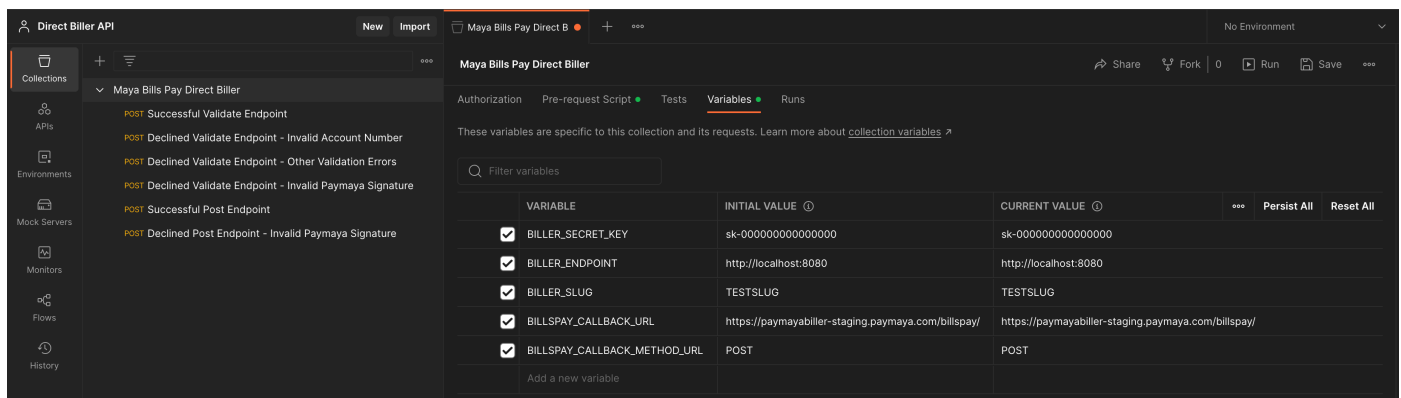 Direct Biller API
New
Import
Maya Bills Pay Direct B
No Environment
Collections
APIs
Environments
Mock Servers
Monitors
Flows
History
Maya Bills Pay Direct Biller
POST Successful Validate Endpoint
POST Declined Validate Endpoint - Invalid Account Number
POST Declined Validate Endpoint - Other Validation Errors
POST Declined Validate Endpoint - Invalid Paymaya Signature
POST Successful Post Endpoint
POST Declined Post Endpoint - Invalid Paymaya Signature
Maya Bills Pay Direct Biller
Share
Fork
0
Run
Save
Authorization
Pre-request Script
Tests
Variables
Runs
These variables are specific to this collection and its requests. Learn more about collection variables ↗
Filter variables
VARIABLE INITIAL VALUE CURRENT VALUE Persist All Reset All
BILLER_SECRET_KEY sk-000000000000000 sk-000000000000000
BILLER_ENDPOINT http://localhost:8080 http://localhost:8080
BILLER_SLUG TESTSLUG TESTSLUG
BILLSPAY_CALLBACK_URL https://paymayabiller-staging.paymaya.com/billspay/ https://paymayabiller-staging.paymaya.com/billspay/
BILLSPAY_CALLBACK_METHOD_URL POST POST
Add a new variable